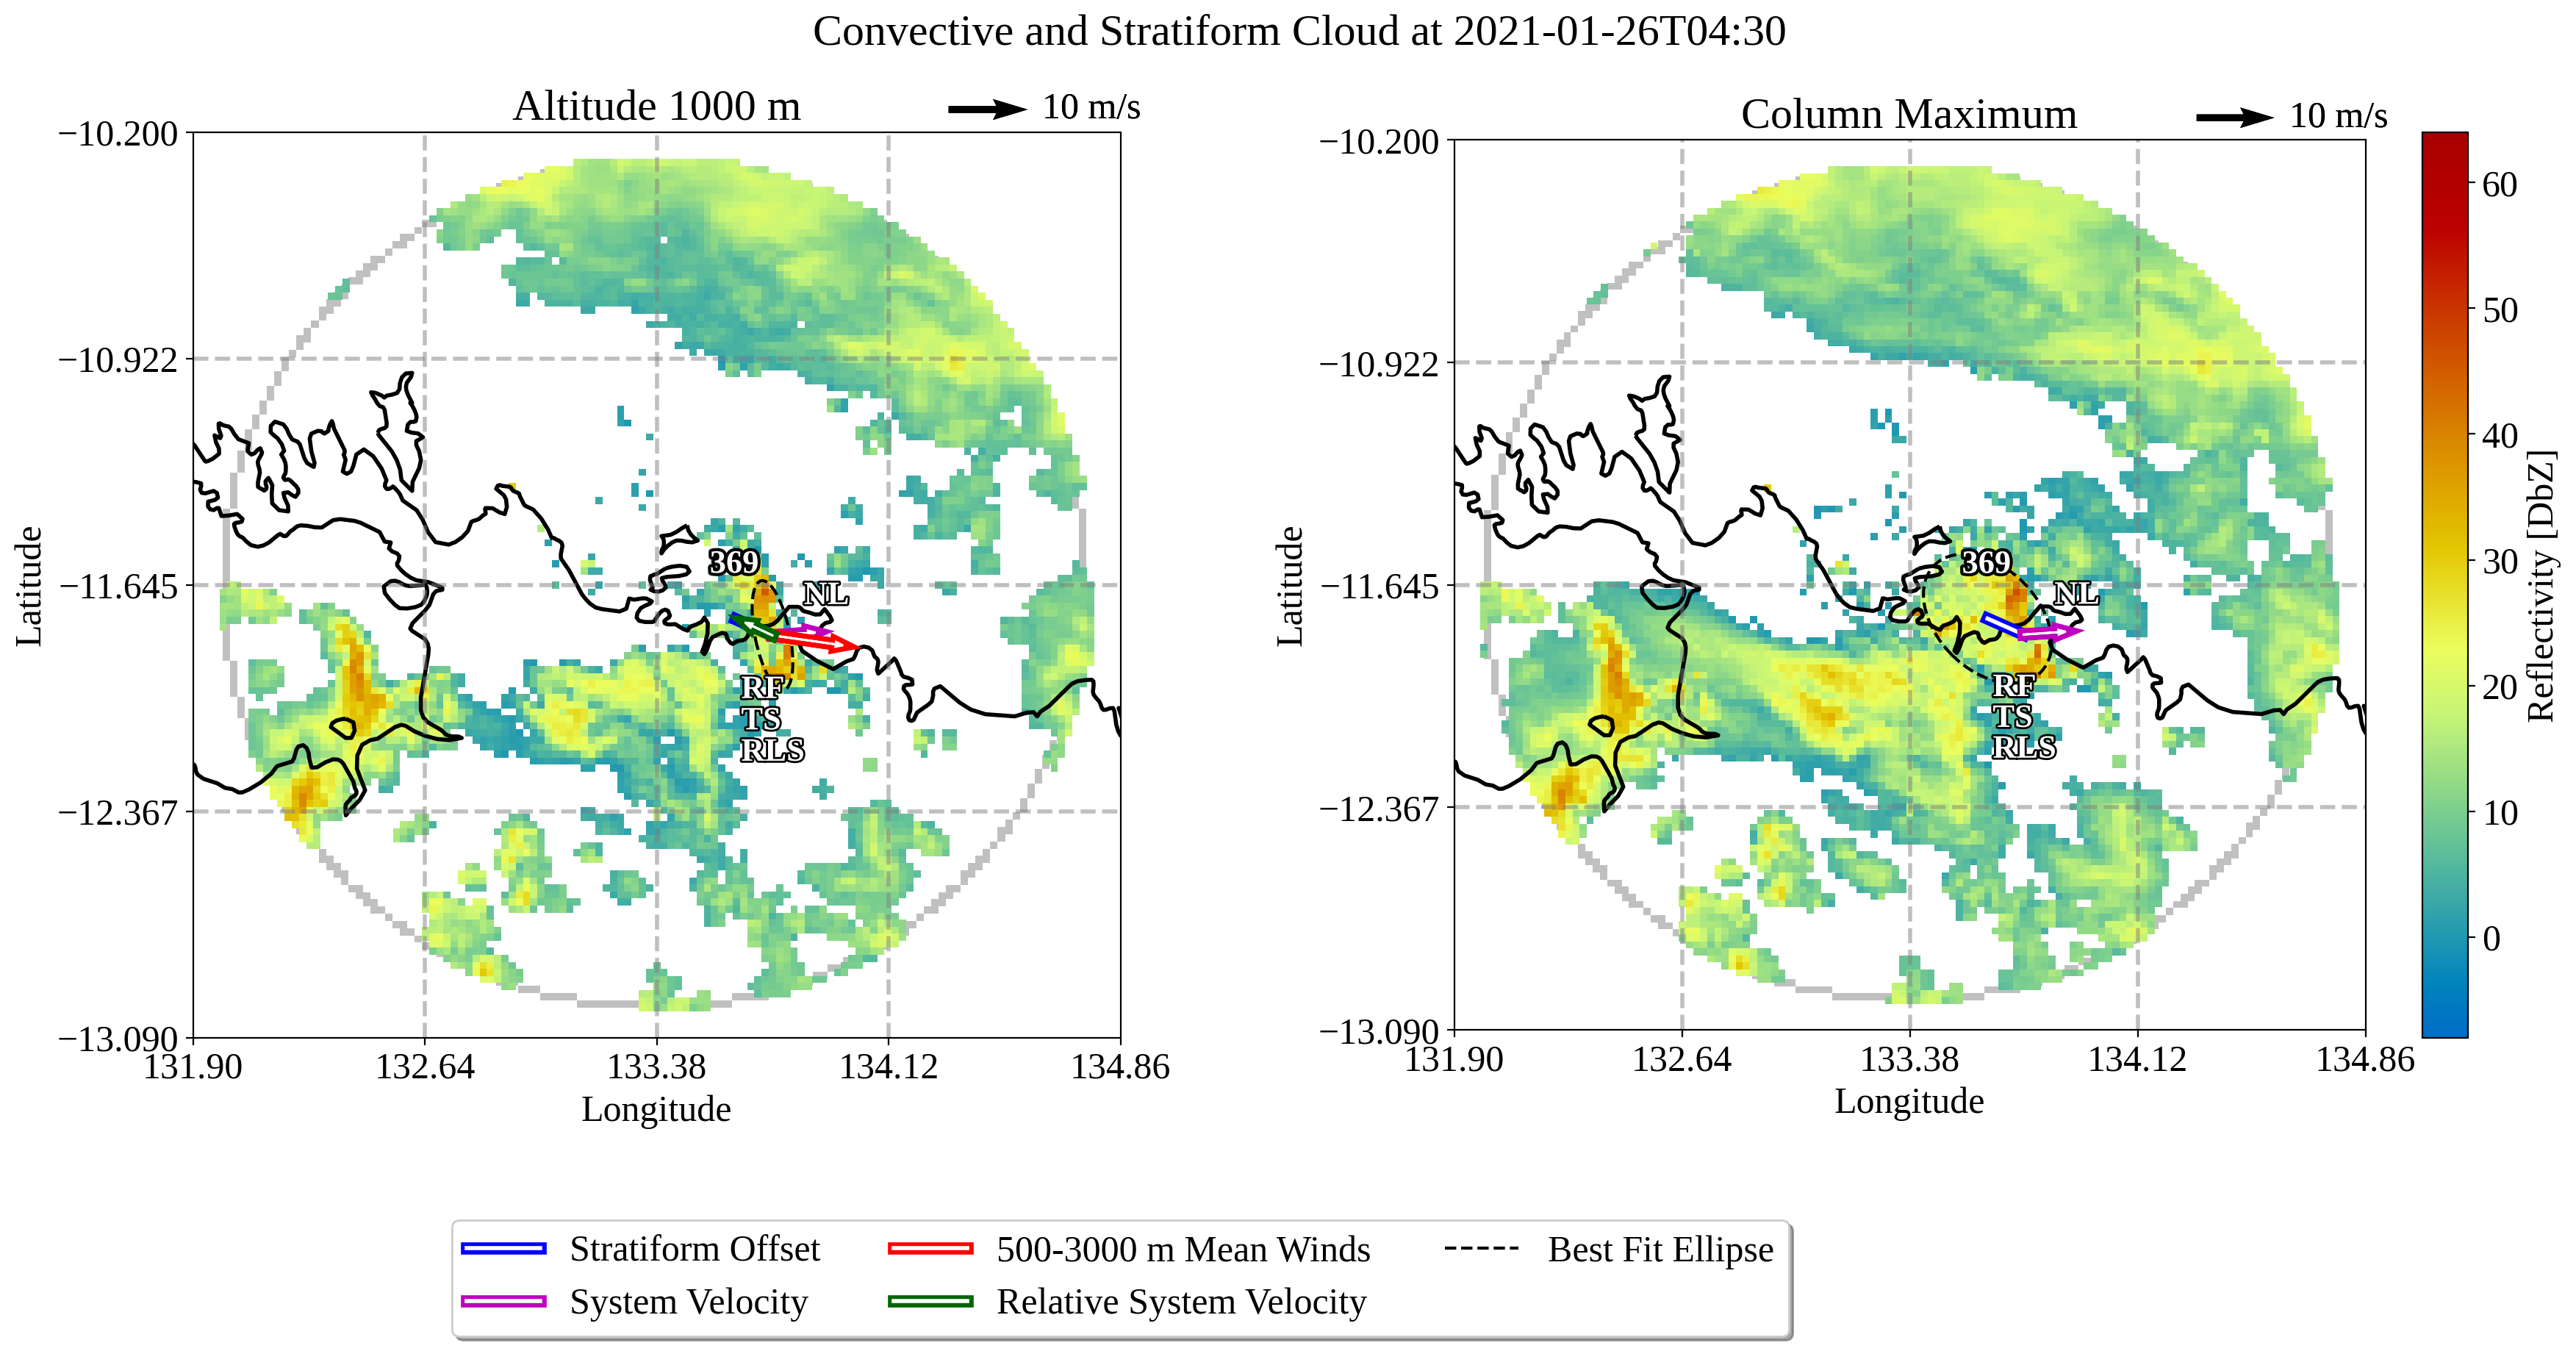 Convective and Stratiform Cloud at 2021-01-26T04:30
Altitude 1000 m
10 m/s
−10.200
−10.922
−11.645
−12.367
−13.090
131.90
132.64
133.38
134.12
134.86
Latitude
Longitude
369
NL
RF
TS
RLS
Column Maximum
10 m/s
−10.200
−10.922
−11.645
−12.367
−13.090
131.90
132.64
133.38
134.12
134.86
Latitude
Longitude
369
NL
RF
TS
RLS
60
50
40
30
20
10
0
Reflectivity [DbZ]
Stratiform Offset
500-3000 m Mean Winds
Best Fit Ellipse
System Velocity
Relative System Velocity